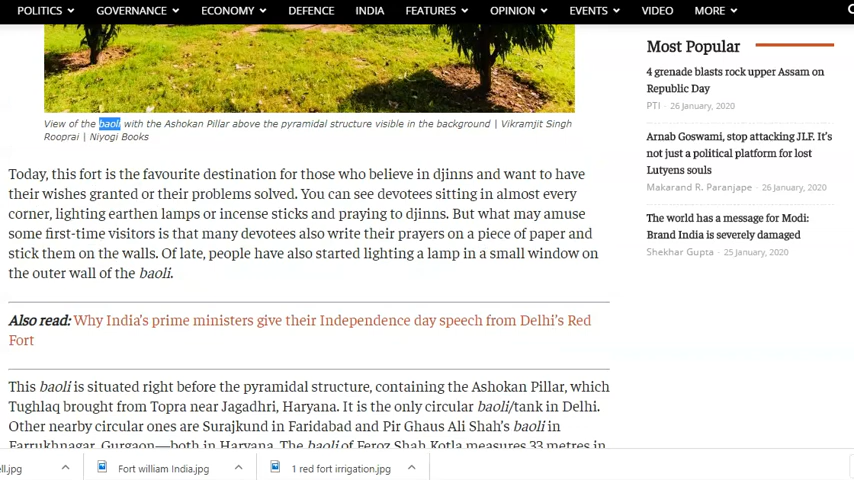 POLITICS GOVERNANCE ECONOMY DEFENCE INDIA FEATURES OPINION EVENTS VIDEO MORE
View of the baoli with the Ashokan Pillar above the pyramidal structure visible in the background | Vikramjit Singh
Rooprai | Niyogi Books
Today, this fort is the favourite destination for those who believe in djinns and want to have
their wishes granted or their problems solved. You can see devotees sitting in almost every
corner, lighting earthen lamps or incense sticks and praying to djinns. But what may amuse
some first-time visitors is that many devotees also write their prayers on a piece of paper and
stick them on the walls. Of late, people have also started lighting a lamp in a small window on
the outer wall of the baoli.
Also read: Why India's prime ministers give their Independence day speech from Delhi's Red
Fort
This baoli is situated right before the pyramidal structure, containing the Ashokan Pillar, which
Tughlaq brought from Topra near Jagadhri, Haryana. It is the only circular baoli/tank in Delhi.
Other nearby circular ones are Surajkund in Faridabad and Pir Ghaus Ali Shah's baoli in
Farrukhnagar, Gurgaon—both in Haryana. The baoli of Feroz Shah Kotla measures 33 metres in
Most Popular
4 grenade blasts rock upper Assam on
Republic Day
PTI - 26 January, 2020
Arnab Goswami, stop attacking JLF. It's
not just a political platform for lost
Lutyens souls
Makarand R. Paranjape - 26 January, 2020
The world has a message for Modi:
Brand India is severely damaged
Shekhar Gupta - 25 January, 2020
ll.jpg
Fort william India.jpg
1 red fort irrigation.jpg